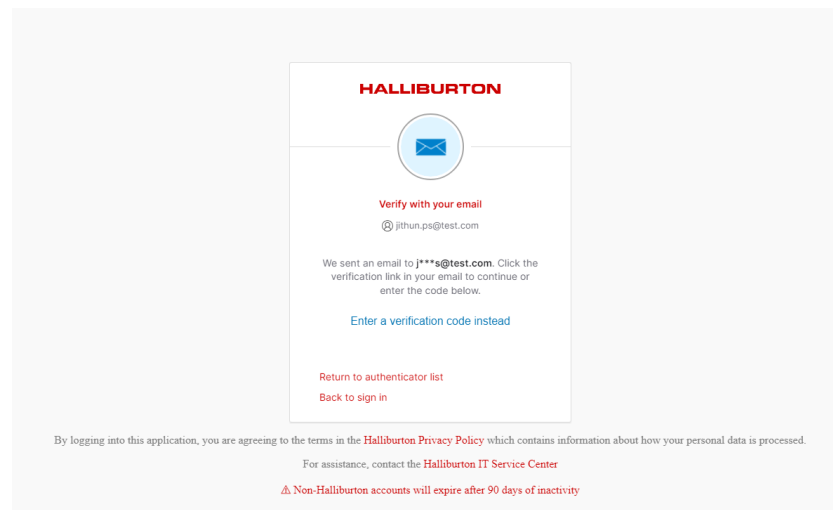 HALLIBURTON
Verify with your email
jithun.ps@test.com
We sent an email to j***s@test.com. Click the
verification link in your email to continue or
enter the code below.
Enter a verification code instead
Return to authenticator list
Back to sign in
By logging into this application, you are agreeing to the terms in the Halliburton Privacy Policy which contains information about how your personal data is processed.
For assistance, contact the Halliburton IT Service Center
⚠ Non-Halliburton accounts will expire after 90 days of inactivity